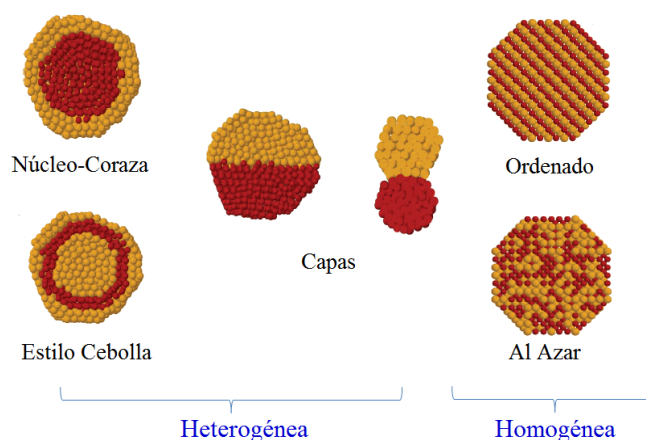 Núcleo-Coraza
Ordenado
Capas
Estilo Cebolla
Al Azar
Heterogénea
Homogénea